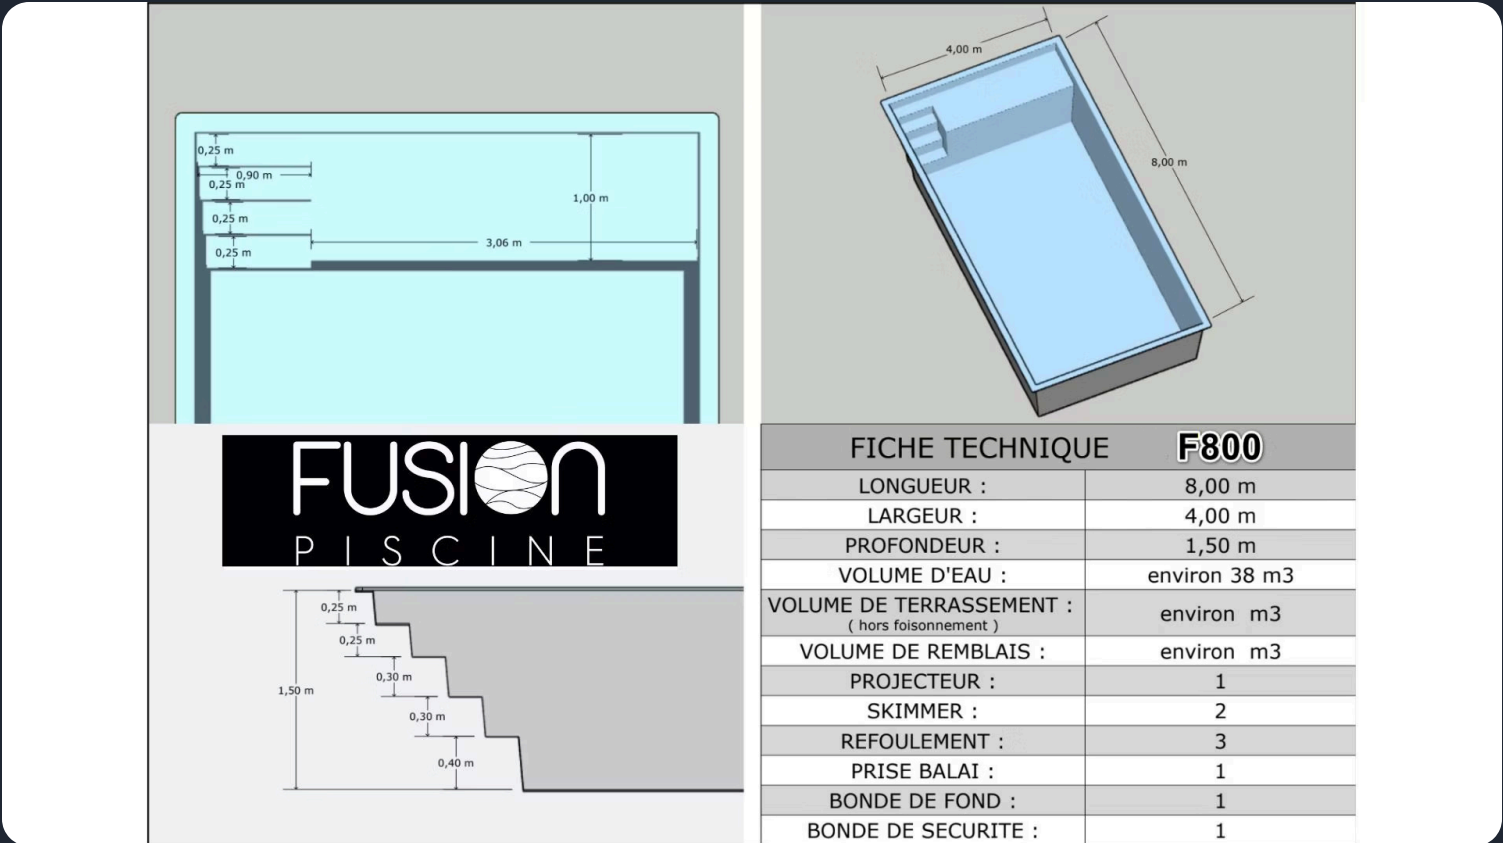 0,25 m
0,90 m
0,25 m
0,25 m
0,25 m
1,00 m
3,06 m
4,00 m
8,00 m
FUSION
PISCINE
0,25 m
0,25 m
0,30 m
0,30 m
0,40 m
1,50 m
FICHE TECHNIQUE F800
LONGUEUR : 8,00 m
LARGEUR : 4,00 m
PROFONDEUR : 1,50 m
VOLUME D'EAU : environ 38 m3
VOLUME DE TERRASSEMENT : environ m3
( hors foisonnement )
VOLUME DE REMBLAIS : environ m3
PROJECTEUR : 1
SKIMMER : 2
REFOULEMENT : 3
PRISE BALAI : 1
BONDE DE FOND : 1
BONDE DE SECURITE : 1